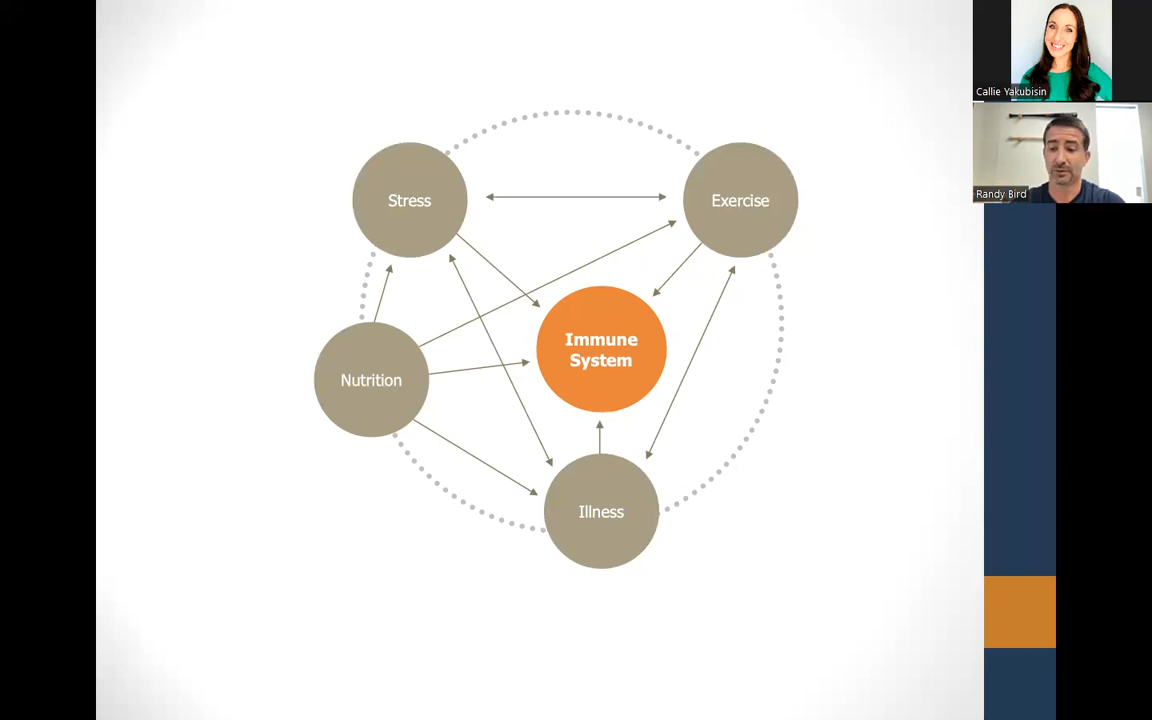 Callie Yakubisin
Randy Bird
Stress
Exercise
Immune
System
Nutrition
Illness